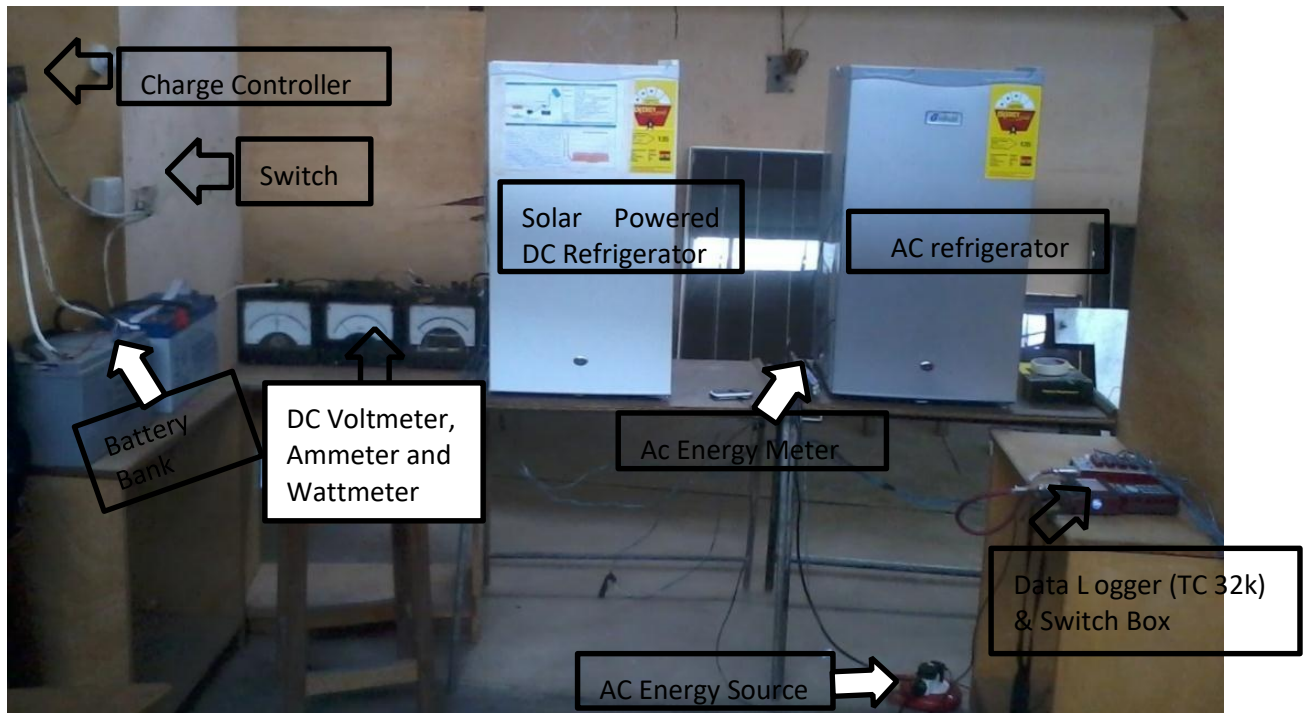 Charge Controller
Switch
Solar Powered
DC Refrigerator
AC refrigerator
Battery
Bank
DC Voltmeter,
Ammeter and
Wattmeter
Ac Energy Meter
Data L ogger (TC 32k)
& Switch Box
AC Energy Source